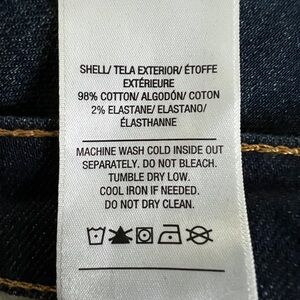 SHELL/ TELA EXTERIOR/ ÉTOFFE
EXTÉRIEURE
98% COTTON/ ALGODÓN/ COTON
2% ELASTANE/ ELASTANO/
ÉLASTHANNE
MACHINE WASH COLD INSIDE OUT
SEPARATELY. DO NOT BLEACH.
TUMBLE DRY LOW.
COOL IRON IF NEEDED.
DO NOT DRY CLEAN.